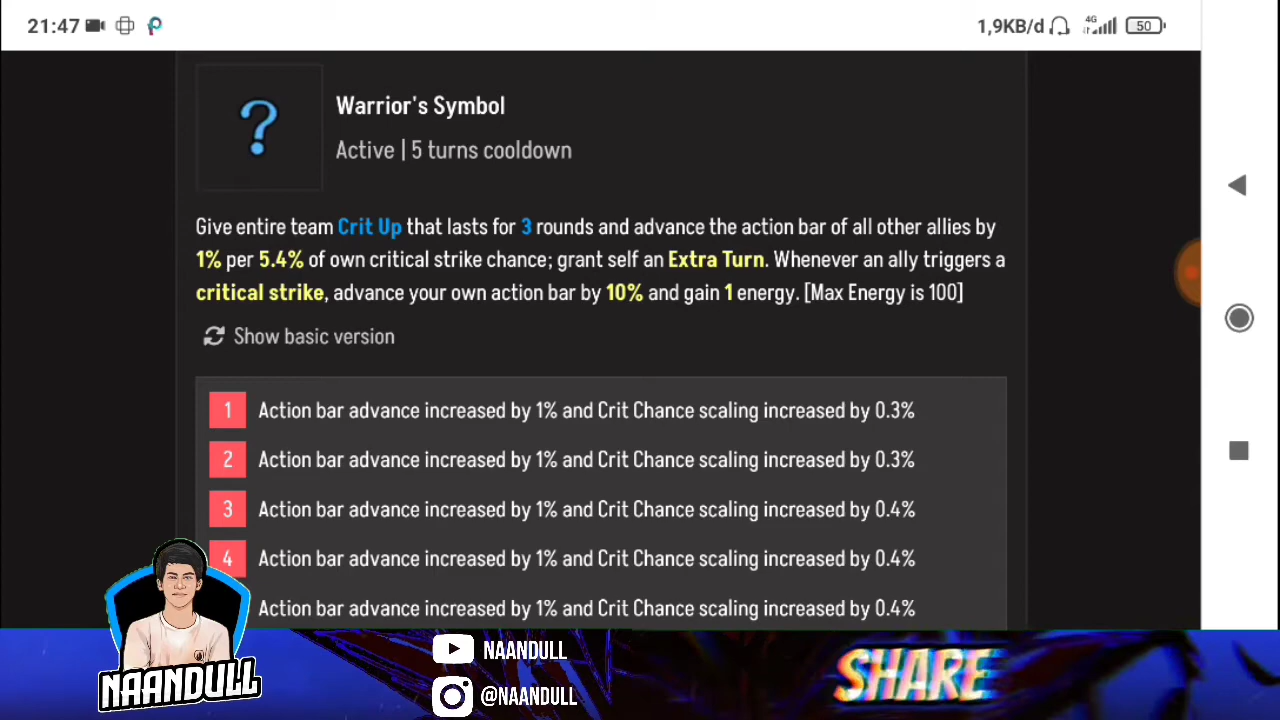 21:47
1,9KB/d
4G
50
?
Warrior's Symbol
Active | 5 turns cooldown
Give entire team Crit Up that lasts for 3 rounds and advance the action bar of all other allies by
1% per 5.4% of own critical strike chance; grant self an Extra Turn. Whenever an ally triggers a
critical strike, advance your own action bar by 10% and gain 1 energy. [Max Energy is 100]
Show basic version
1 Action bar advance increased by 1% and Crit Chance scaling increased by 0.3%
2 Action bar advance increased by 1% and Crit Chance scaling increased by 0.3%
3 Action bar advance increased by 1% and Crit Chance scaling increased by 0.4%
4 Action bar advance increased by 1% and Crit Chance scaling increased by 0.4%
Action bar advance increased by 1% and Crit Chance scaling increased by 0.4%
NAANDULL
NAANDULL
@NAANDULL
SHARE